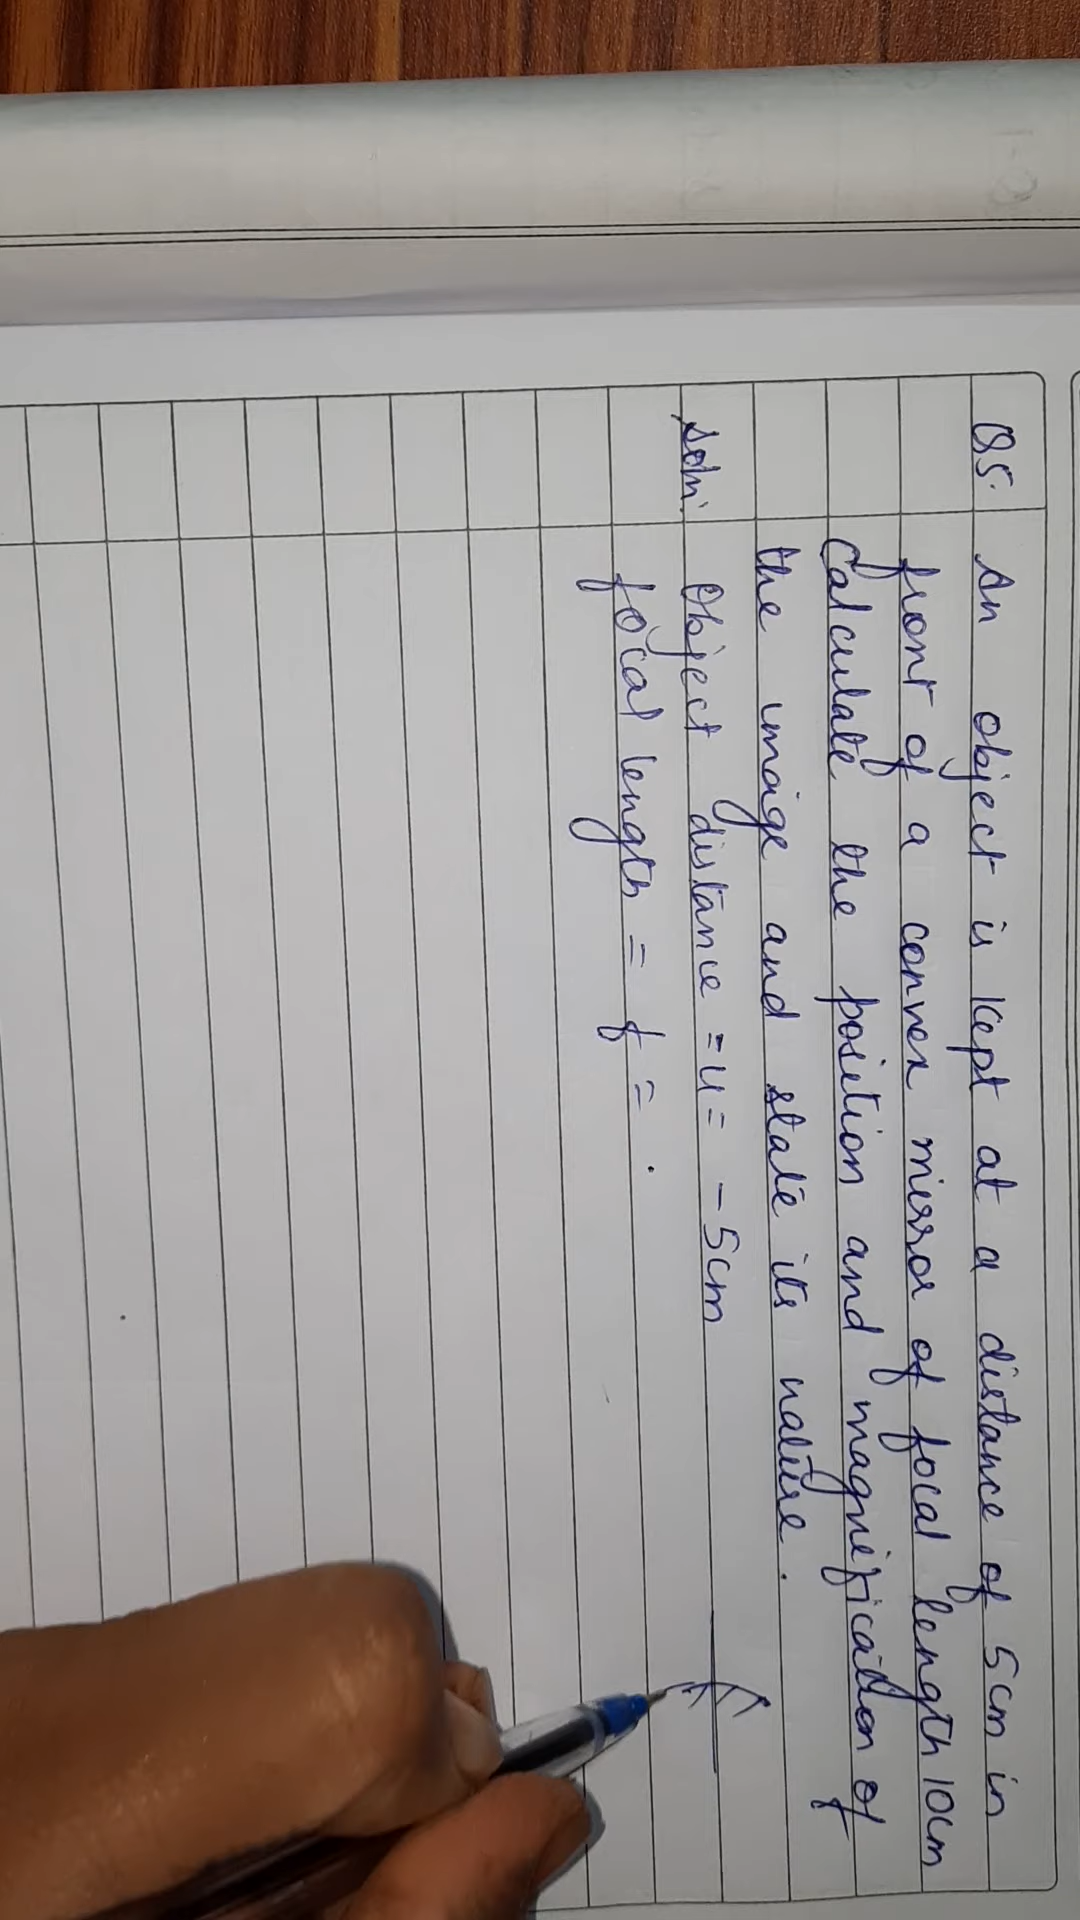 Q5. An object is kept at a distance of 5cm in
front of a convex mirror of focal length 10cm
Calculate the position and magnification of
the image and state its nature.
Soln: Object distance = u = -5cm
focal length = f =